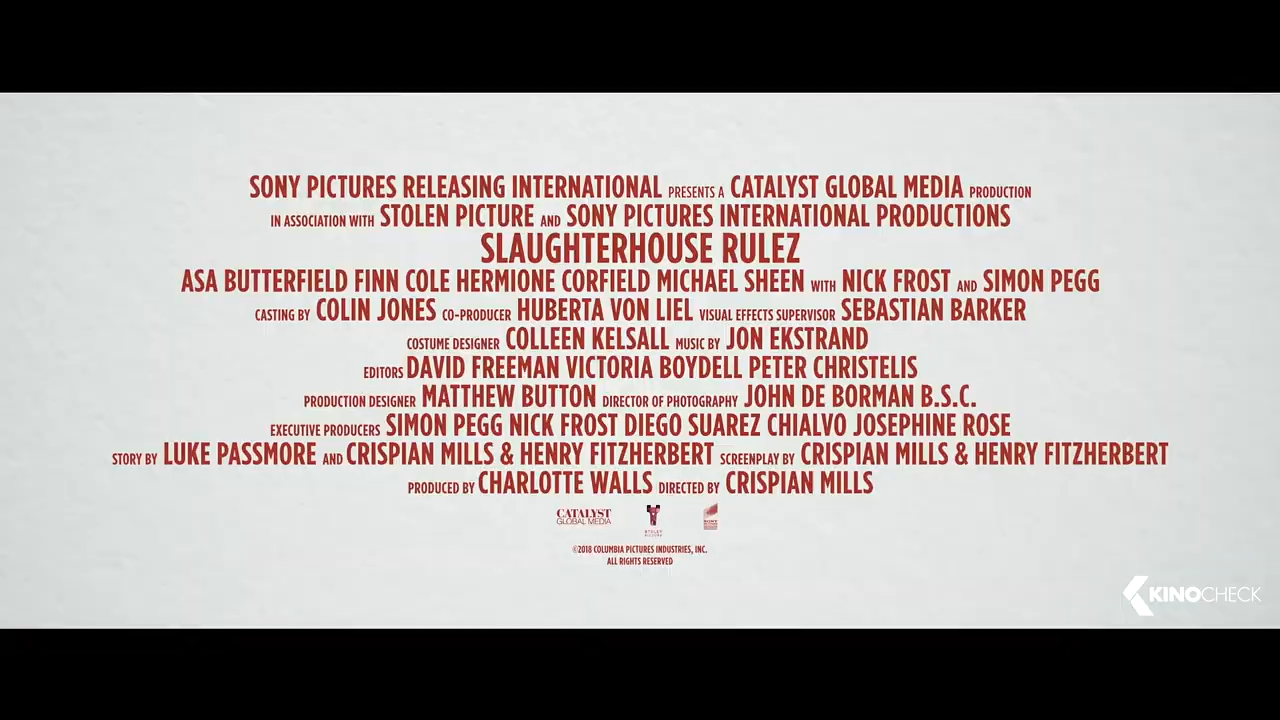 SONY PICTURES RELEASING INTERNATIONAL PRESENTS A CATALYST GLOBAL MEDIA PRODUCTION
IN ASSOCIATION WITH STOLEN PICTURE AND SONY PICTURES INTERNATIONAL PRODUCTIONS
SLAUGHTERHOUSE RULEZ
ASA BUTTERFIELD FINN COLE HERMIONE CORFIELD MICHAEL SHEEN WITH NICK FROST AND SIMON PEGG
CASTING BY COLIN JONES CO-PRODUCER HUBERTA VON LIEL VISUAL EFFECTS SUPERVISOR SEBASTIAN BARKER
COSTUME DESIGNER COLLEEN KELSALL MUSIC BY JON EKSTRAND
EDITORS DAVID FREEMAN VICTORIA BOYDELL PETER CHRISTELIS
PRODUCTION DESIGNER MATTHEW BUTTON DIRECTOR OF PHOTOGRAPHY JOHN DE BORMAN B.S.C.
EXECUTIVE PRODUCERS SIMON PEGG NICK FROST DIEGO SUAREZ CHIALVO JOSEPHINE ROSE
STORY BY LUKE PASSMORE AND CRISPIAN MILLS & HENRY FITZHERBERT SCREENPLAY BY CRISPIAN MILLS & HENRY FITZHERBERT
PRODUCED BY CHARLOTTE WALLS DIRECTED BY CRISPIAN MILLS
CATALYST
GLOBAL MEDIA
STOLEN
PICTURE
SONY
©2018 COLUMBIA PICTURES INDUSTRIES, INC.
ALL RIGHTS RESERVED
KINOCHECK